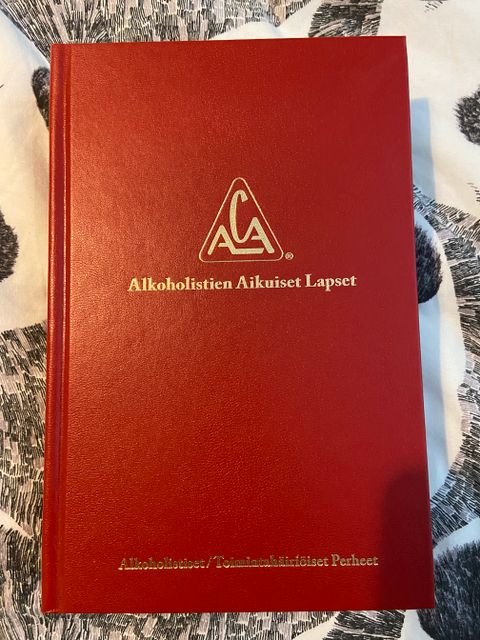 ACA ®
Alkoholistien Aikuiset Lapset
Alkoholistiset/Toimintahäiriöiset Perheet